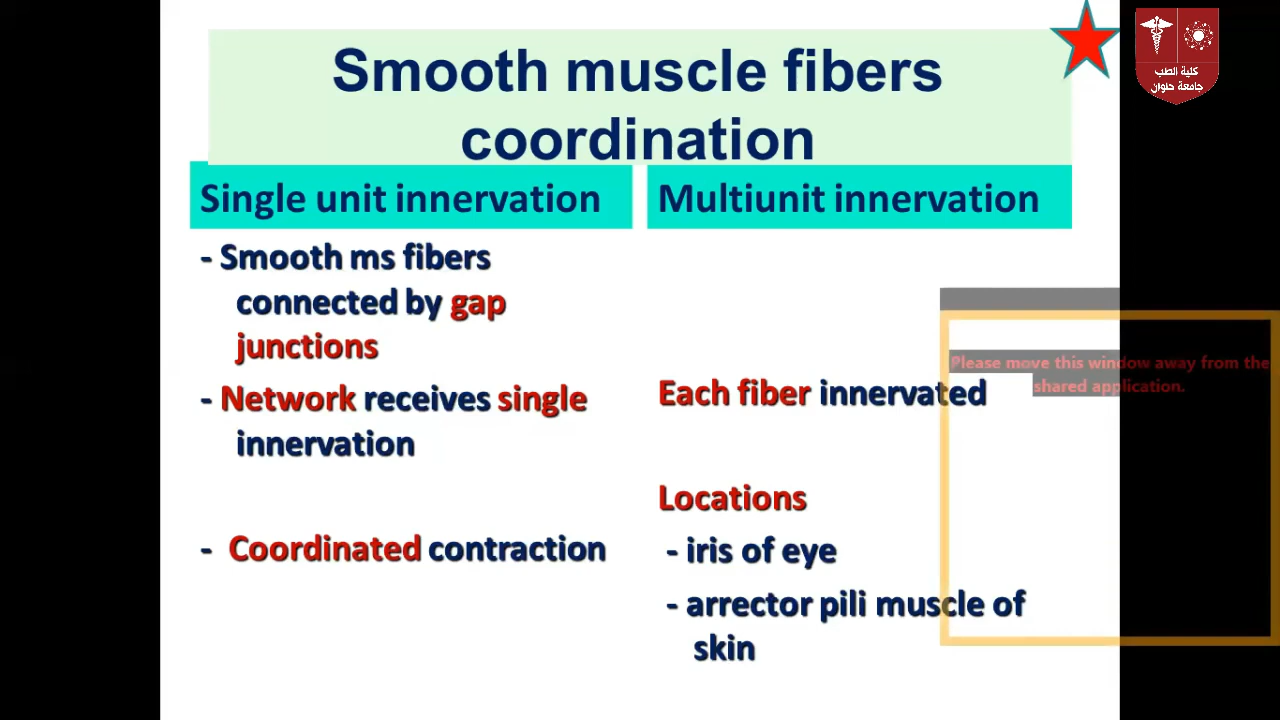 Smooth muscle fibers
coordination
كلية الطب
جامعة حلوان
Single unit innervation
Multiunit innervation
- Smooth ms fibers
connected by gap
junctions
- Network receives single
innervation
- Coordinated contraction
Each fiber innervated
Locations
- iris of eye
- arrector pili muscle of
skin
Please move this window away from the
shared application.